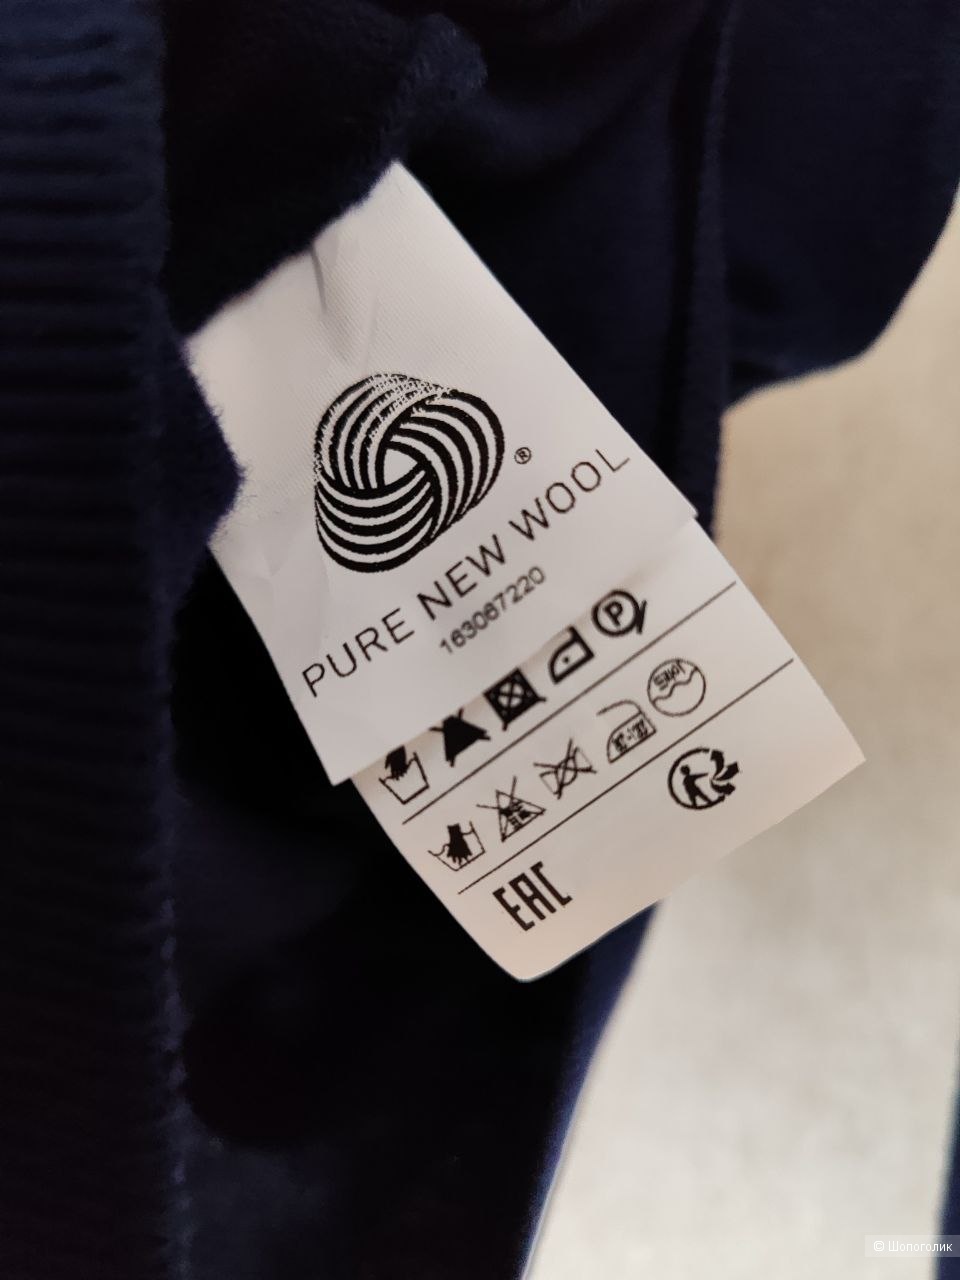 ®
PURE NEW WOOL
163067220
P
EAC
© Шопоголик